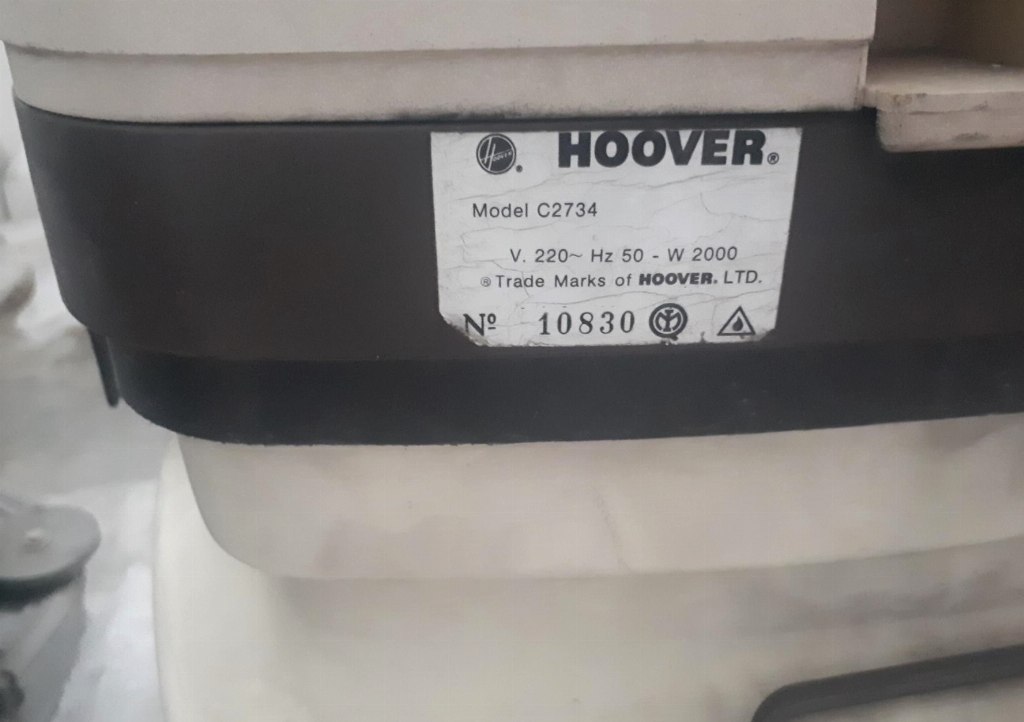 HOOVER®
Model C2734
V. 220~ Hz 50 - W 2000
® Trade Marks of HOOVER. LTD.
Nº 10830